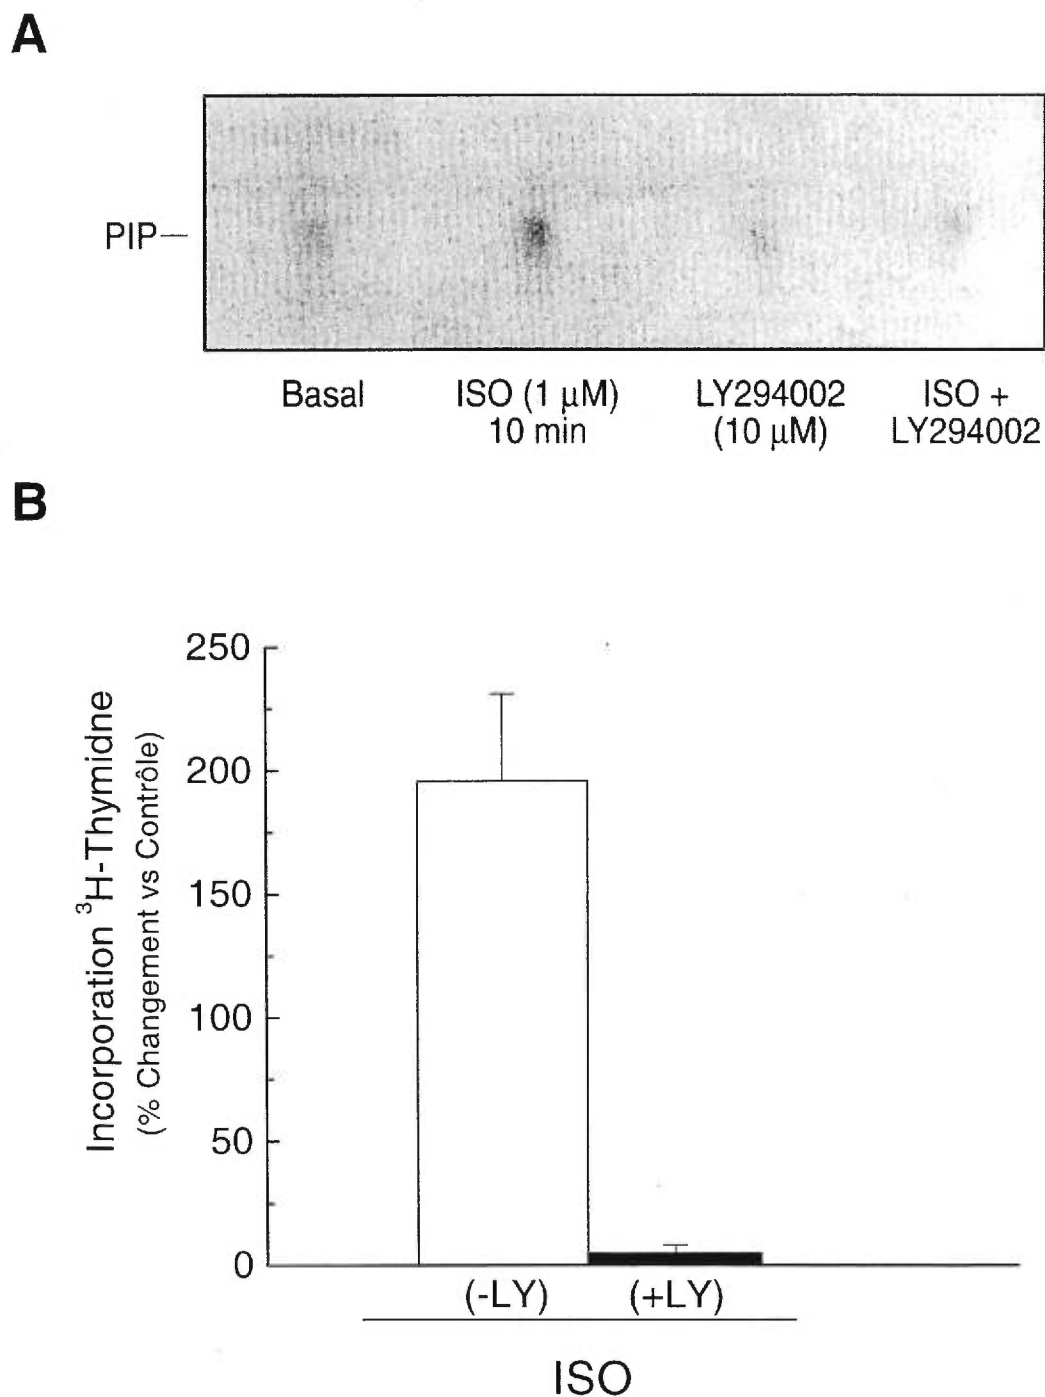 A
PIP
Basal
ISO (1 µM)
10 min
LY294002
(10 µM)
ISO +
LY294002
B
Incorporation ³H-Thymidne
(% Changement vs Contrôle)
250
200
150
100
50
0
(-LY)
(+LY)
ISO